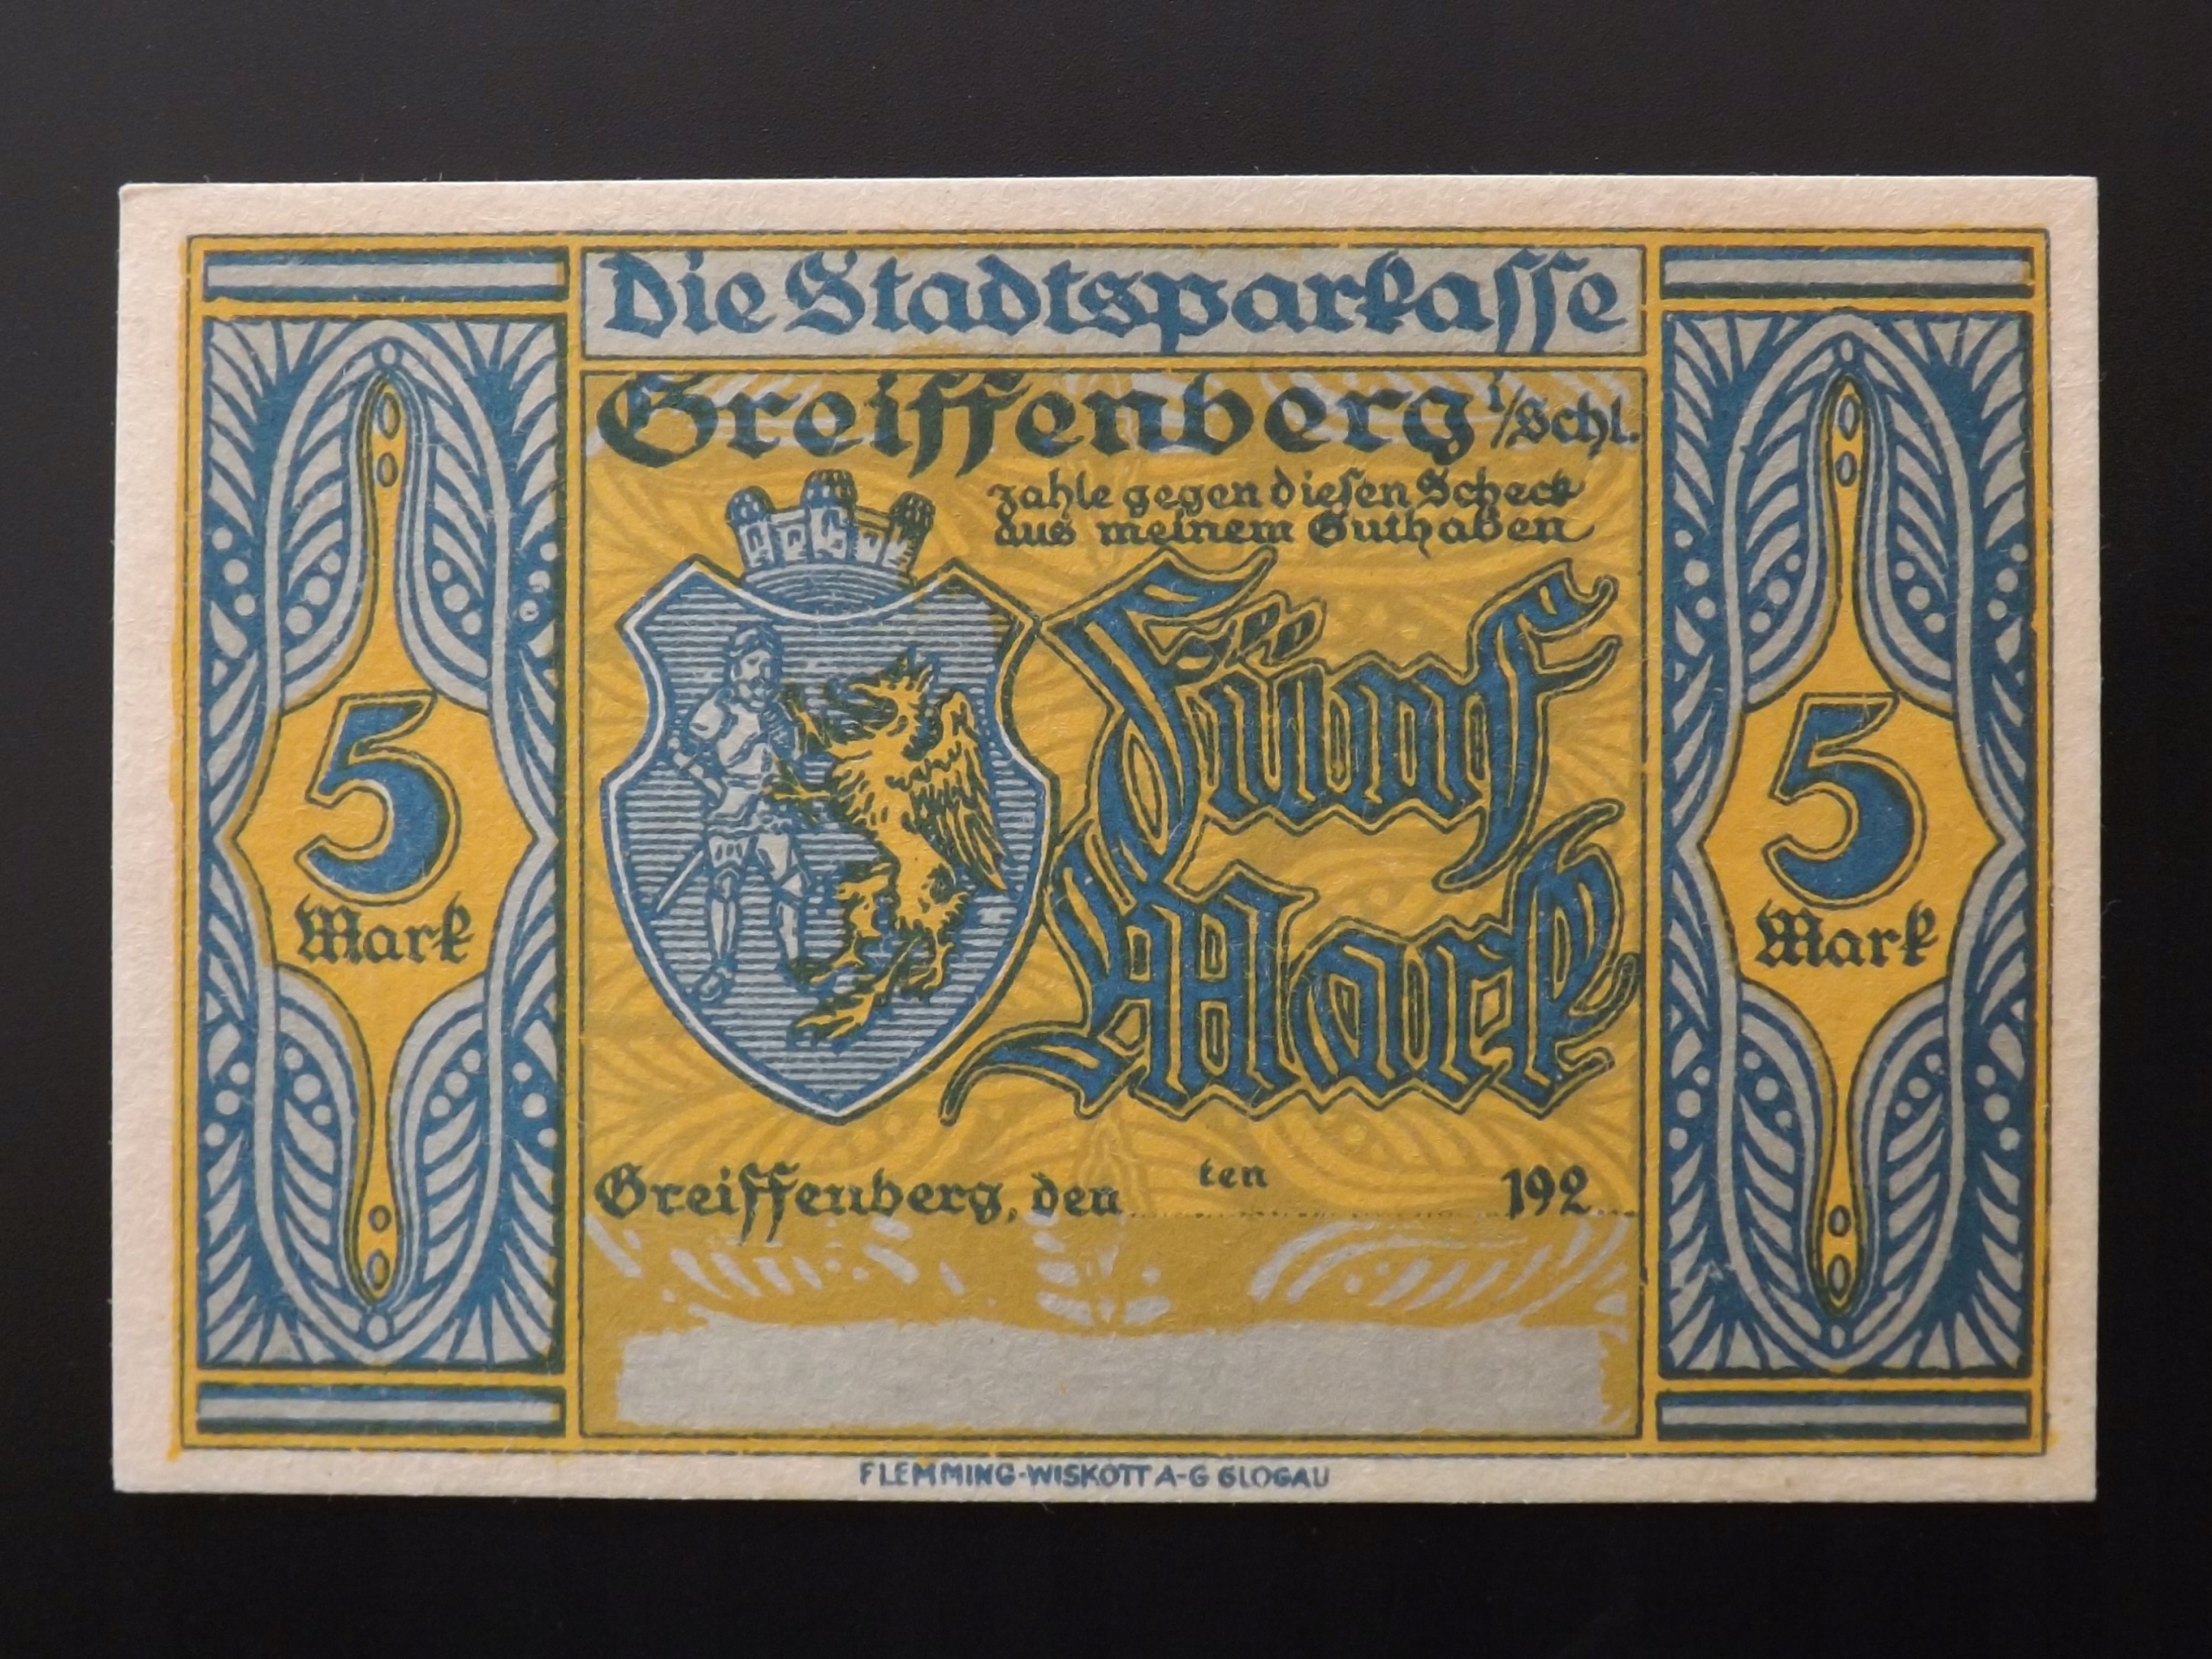 Die Stadtsparkasse
Greiffenberg i/Schl.
zahle gegen diesen Scheck
aus meinem Guthaben
Fünf
Mark
5
Mark
5
Mark
Greiffenberg, den ten 192
FLEMMING-WISKOTT A-G GLOGAU